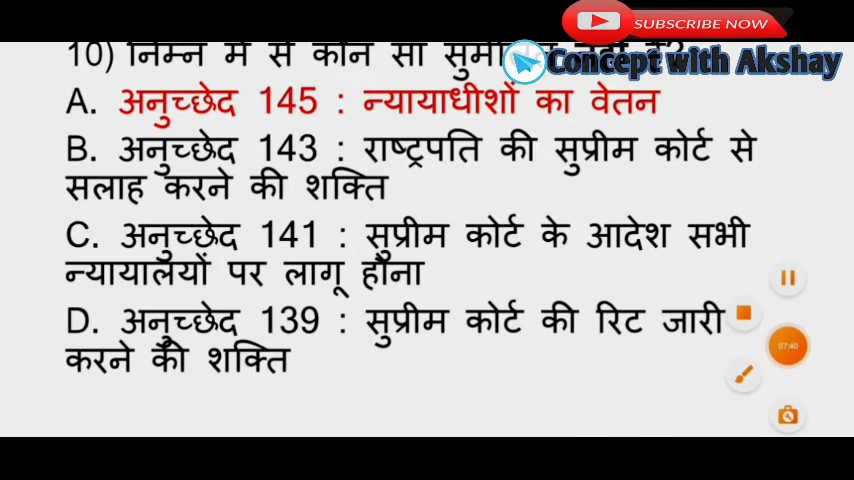 SUBSCRIBE NOW
10) निम्न में से कौन सा
Concept with Akshay
A. अनुच्छेद 145 : न्यायाधीशों का वेतन
B. अनुच्छेद 143 : राष्ट्रपति की सुप्रीम कोर्ट से
सलाह करने की शक्ति
C. अनुच्छेद 141 : सुप्रीम कोर्ट के आदेश सभी
न्यायालयों पर लागू होना
D. अनुच्छेद 139 : सुप्रीम कोर्ट की रिट जारी
करने की शक्ति
07:40